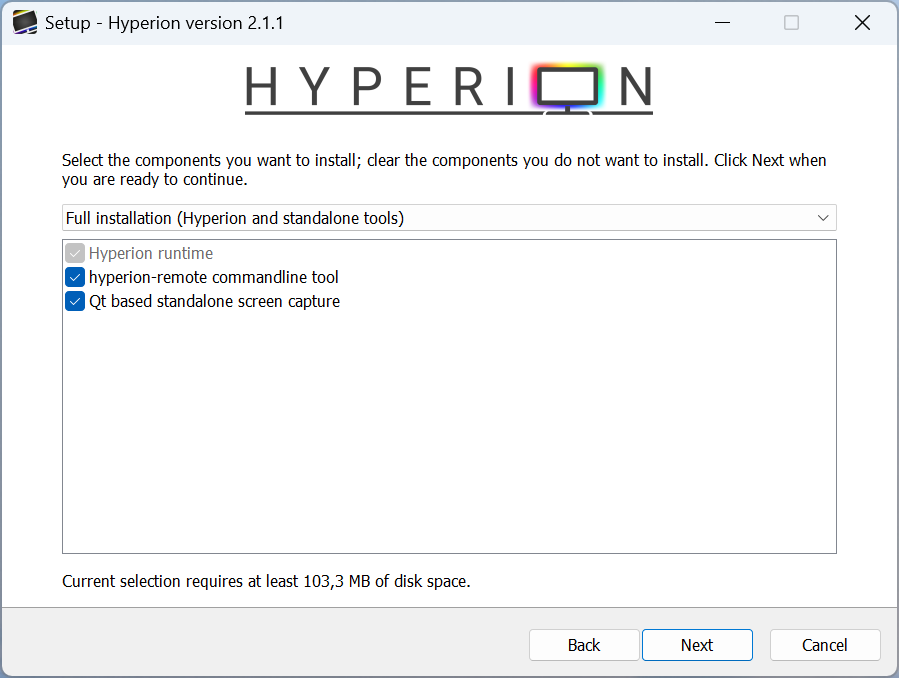 Setup - Hyperion version 2.1.1
HYPERION
Select the components you want to install; clear the components you do not want to install. Click Next when
you are ready to continue.
Full installation (Hyperion and standalone tools)
Hyperion runtime
hyperion-remote commandline tool
Qt based standalone screen capture
Current selection requires at least 103,3 MB of disk space.
Back Next Cancel